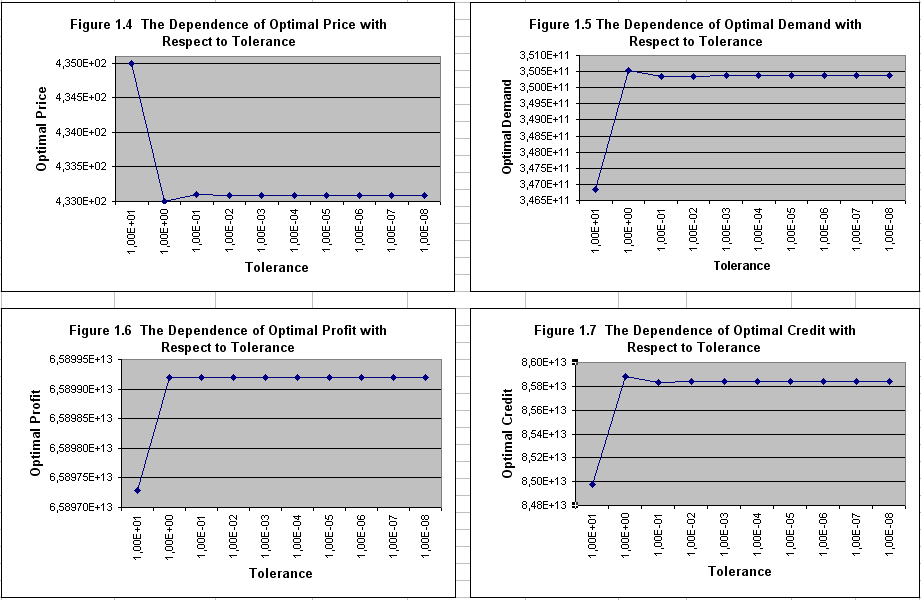 Figure 1.4 The Dependence of Optimal Price with
Respect to Tolerance
Optimal Price
4,350E+02
4,345E+02
4,340E+02
4,335E+02
4,330E+02
1,00E+01
1,00E+00
1,00E-01
1,00E-02
1,00E-03
1,00E-04
1,00E-05
1,00E-06
1,00E-07
1,00E-08
Tolerance
Figure 1.5 The Dependence of Optimal Demand with
Respect to Tolerance
Optimal Demand
3,510E+11
3,505E+11
3,500E+11
3,495E+11
3,490E+11
3,485E+11
3,480E+11
3,475E+11
3,470E+11
3,465E+11
1,00E+01
1,00E+00
1,00E-01
1,00E-02
1,00E-03
1,00E-04
1,00E-05
1,00E-06
1,00E-07
1,00E-08
Tolerance
Figure 1.6 The Dependence of Optimal Profit with
Respect to Tolerance
Optimal Profit
6,58995E+13
6,58990E+13
6,58985E+13
6,58980E+13
6,58975E+13
6,58970E+13
1,00E+01
1,00E+00
1,00E-01
1,00E-02
1,00E-03
1,00E-04
1,00E-05
1,00E-06
1,00E-07
1,00E-08
Tolerance
Figure 1.7 The Dependence of Optimal Credit with
Respect to Tolerance
Optimal Credit
8,60E+13
8,58E+13
8,56E+13
8,54E+13
8,52E+13
8,50E+13
8,48E+13
1,00E+01
1,00E+00
1,00E-01
1,00E-02
1,00E-03
1,00E-04
1,00E-05
1,00E-06
1,00E-07
1,00E-08
Tolerance